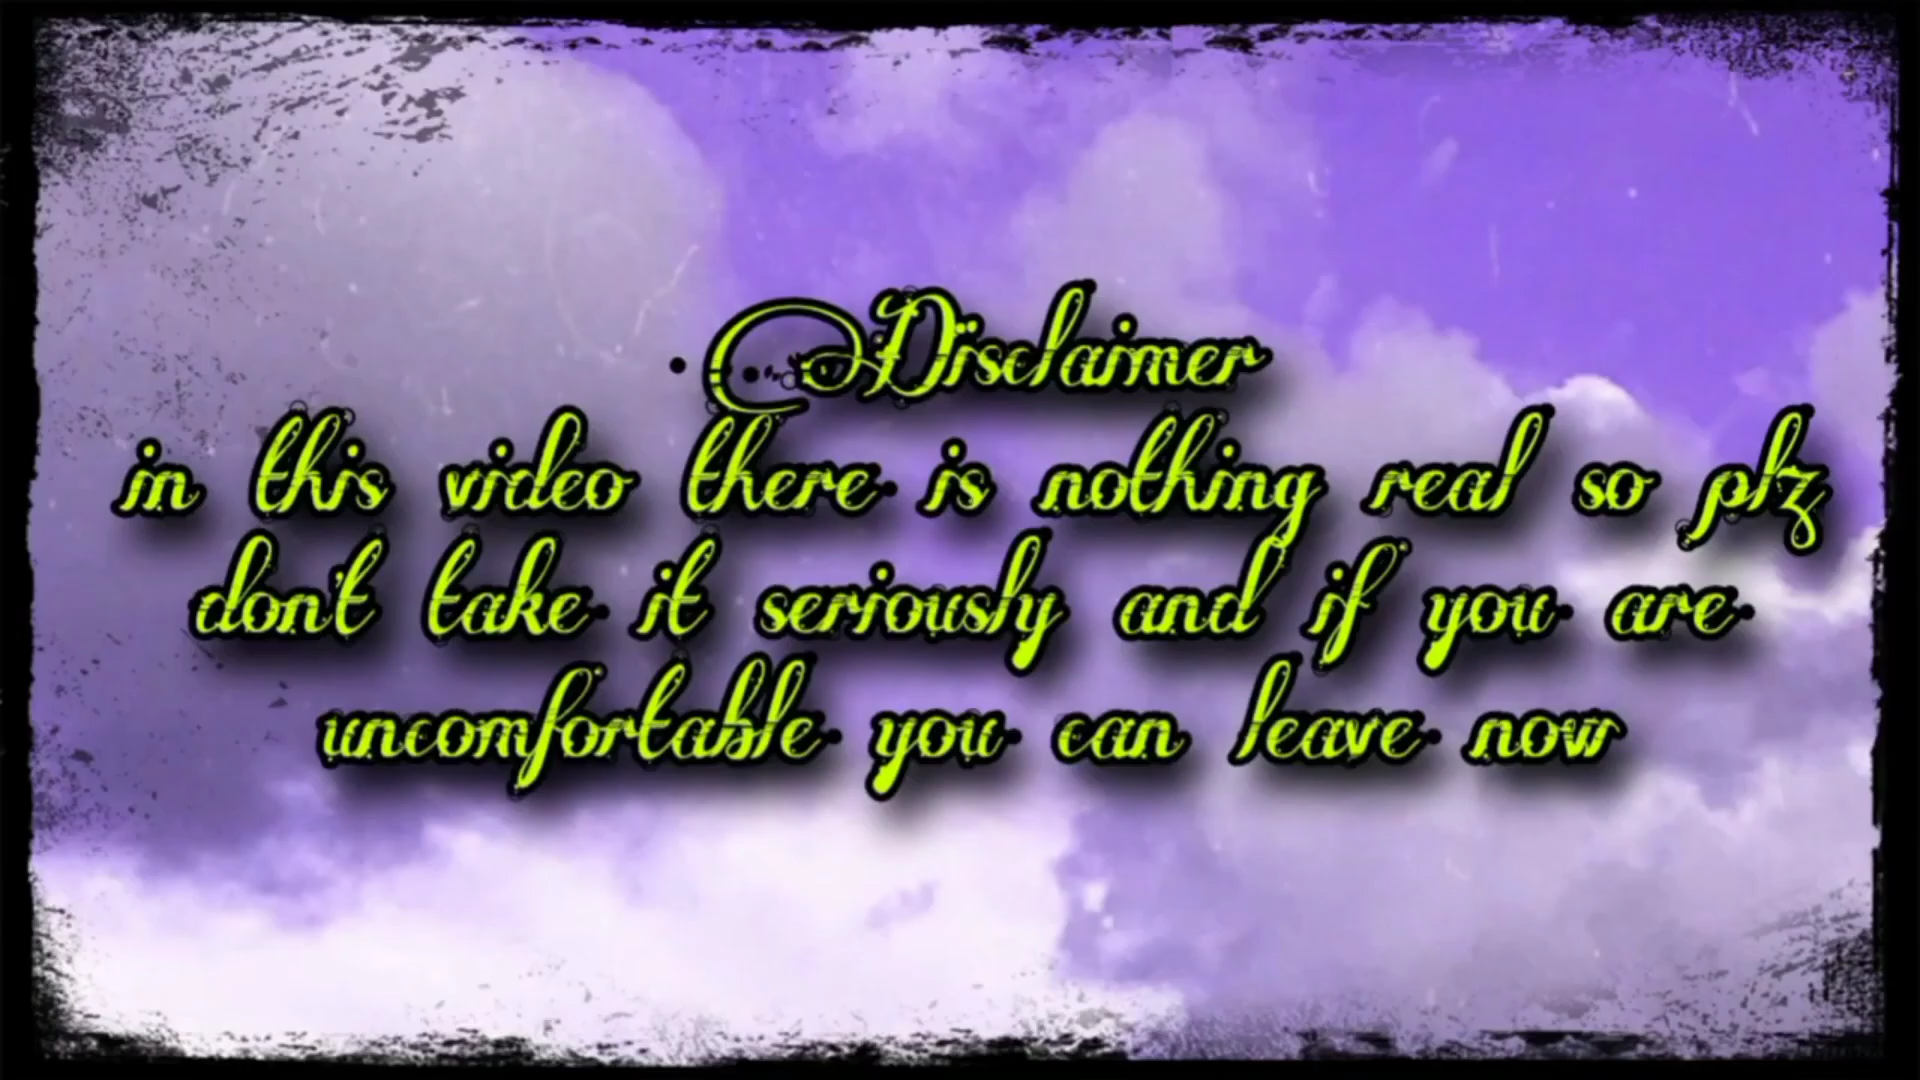 Disclaimer
in this video there is nothing real so plz
don't take it seriously and if you are
uncomfortable you can leave now